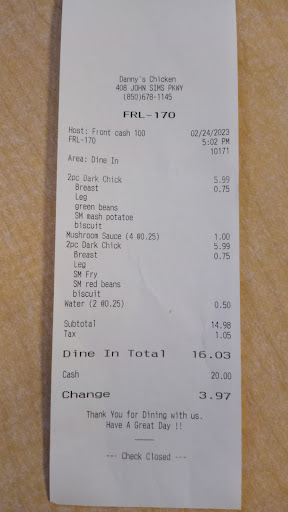 Danny's Chicken
408 JOHN SIMS PKWY
(850)678-1145
FRL-170
Host: Front cash 100 02/24/2023
FRL-170 5:02 PM
10171
Area: Dine In
2pc Dark Chick 5.99
Breast 0.75
Leg
green beans
SM mash potatoe
biscuit
Mushroom Sauce (4 @0.25) 1.00
2pc Dark Chick 5.99
Breast 0.75
Leg
SM Fry
SM red beans
biscuit
Water (2 @0.25) 0.50
Subtotal 14.98
Tax 1.05
Dine In Total 16.03
Cash 20.00
Change 3.97
Thank You for Dining with us.
Have A Great Day !!
--- Check Closed ---